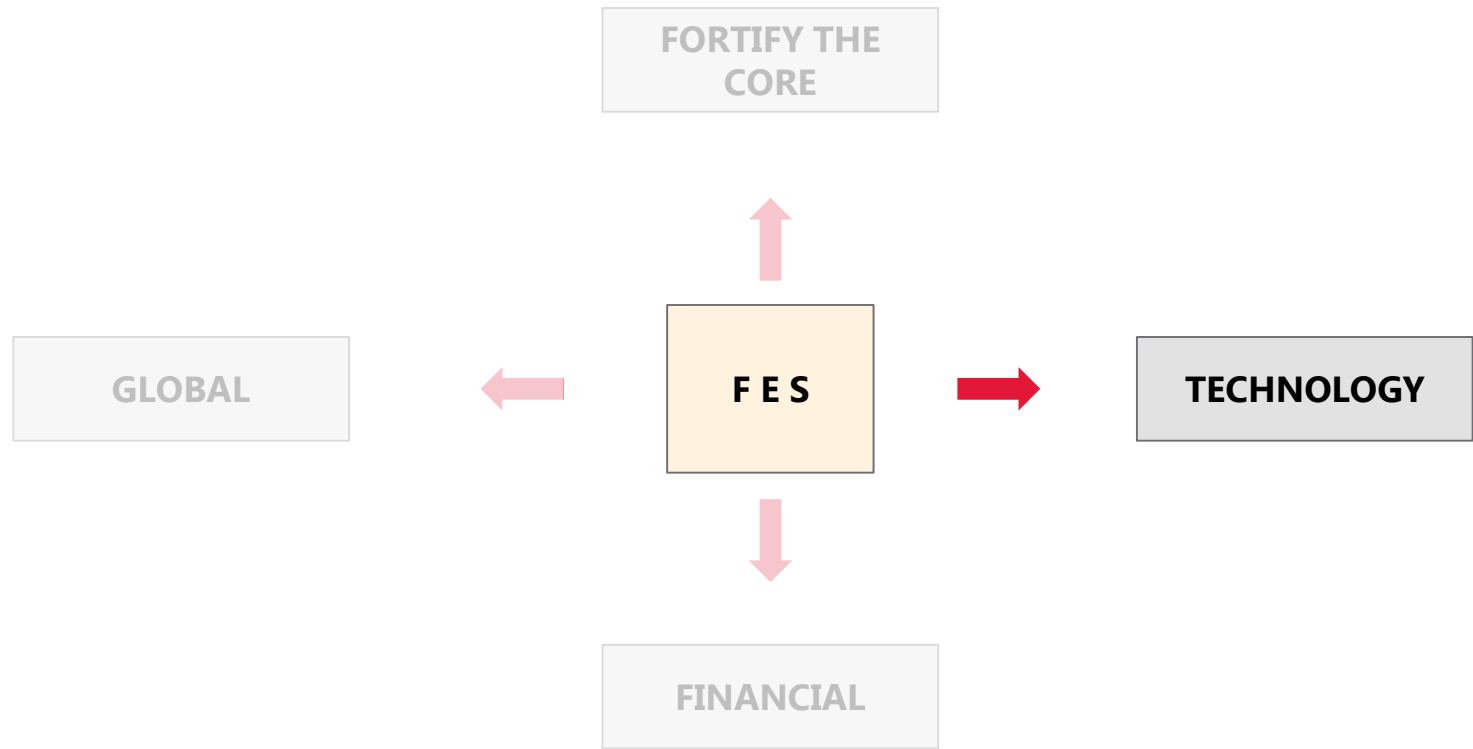 FORTIFY THE
CORE
GLOBAL
F E S
TECHNOLOGY
FINANCIAL